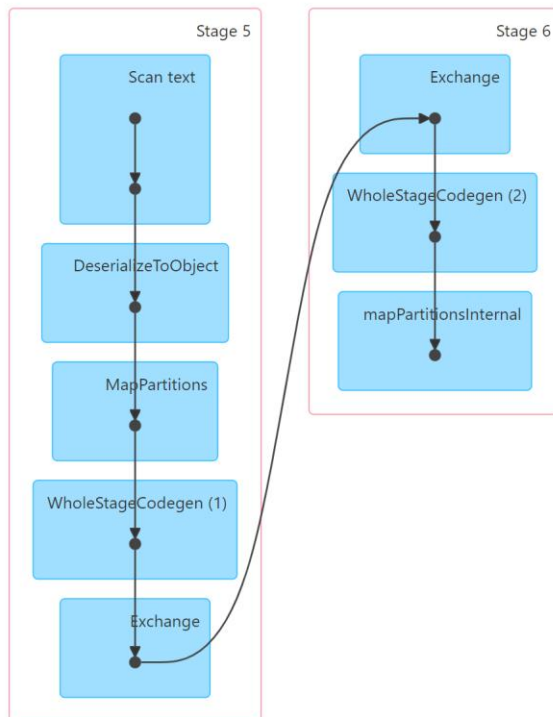 Stage 5
Scan text
DeserializeToObject
MapPartitions
WholeStageCodegen (1)
Exchange
Stage 6
Exchange
WholeStageCodegen (2)
mapPartitionsInternal